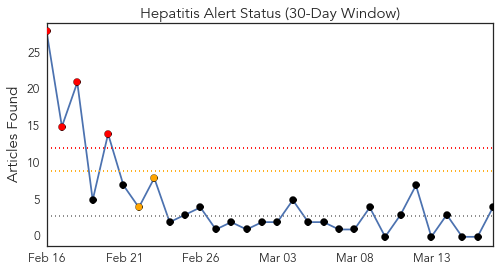 Hepatitis Alert Status (30-Day Window)
Articles Found
25
20
15
10
5
0
Feb 16
Feb 21
Feb 26
Mar 03
Mar 08
Mar 13